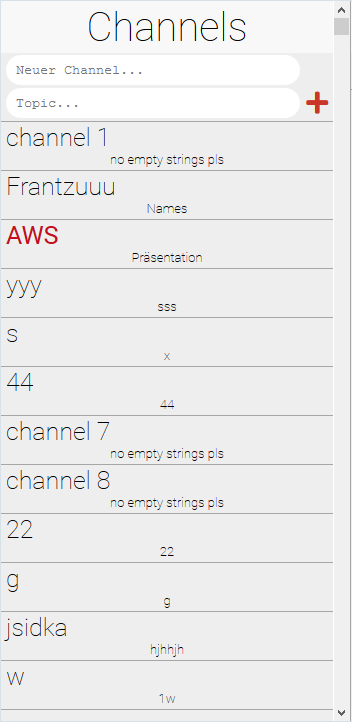 Channels
Neuer Channel...
Topic...
channel 1
no empty strings pls
Frantzuuu
Names
AWS
Präsentation
yyy
sss
s
x
44
44
channel 7
no empty strings pls
channel 8
no empty strings pls
22
22
g
g
jsidka
hjhhjh
w
1w